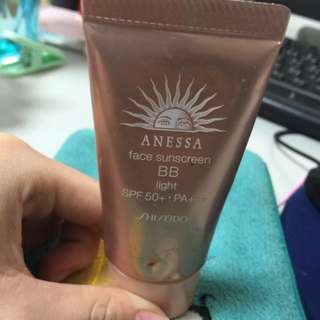 ANESSA
face sunscreen
BB
light
SPF 50+・PA+++
SHISEIDO